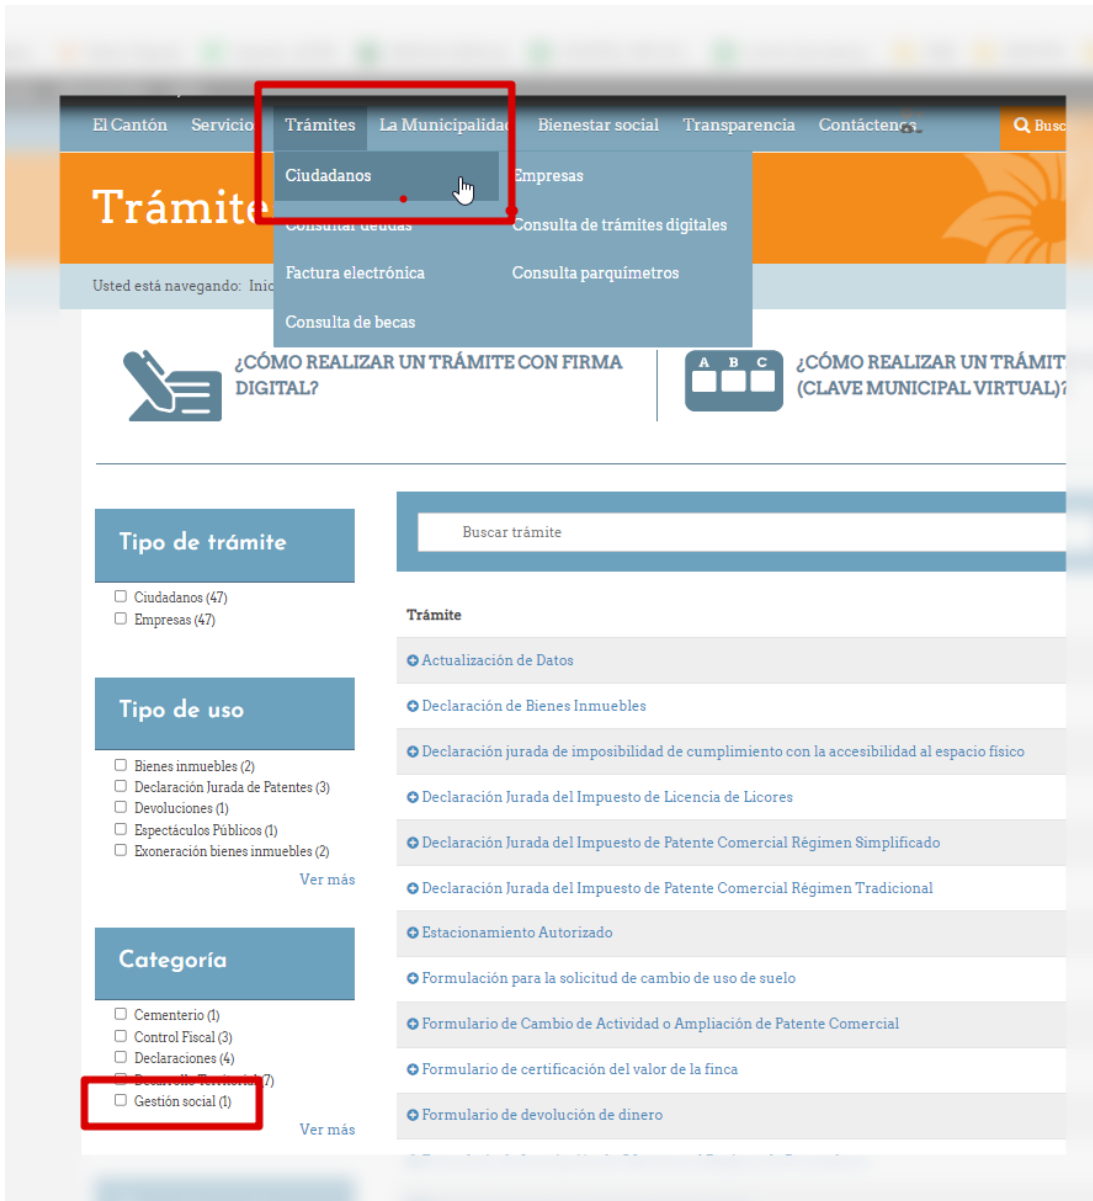 El Cantón Servicio Trámites La Municipalidad Bienestar social Transparencia Contáctenos Busc
Ciudadanos Empresas
Trámite
Consultar deudas Consulta de trámites digitales
Factura electrónica Consulta parquímetros
Usted está navegando: Inic
Consulta de becas
¿CÓMO REALIZAR UN TRÁMITE CON FIRMA
DIGITAL?
A B C
¿CÓMO REALIZAR UN TRÁMIT
(CLAVE MUNICIPAL VIRTUAL)?
Tipo de trámite
Ciudadanos (47)
Empresas (47)
Tipo de uso
Bienes inmuebles (2)
Declaración Jurada de Patentes (3)
Devoluciones (1)
Espectáculos Públicos (1)
Exoneración bienes inmuebles (2)
Ver más
Categoría
Cementerio (1)
Control Fiscal (3)
Declaraciones (4)
Desarrollo Territorial (7)
Gestión social (1)
Ver más
Buscar trámite
Trámite
Actualización de Datos
Declaración de Bienes Inmuebles
Declaración jurada de imposibilidad de cumplimiento con la accesibilidad al espacio físico
Declaración Jurada del Impuesto de Licencia de Licores
Declaración Jurada del Impuesto de Patente Comercial Régimen Simplificado
Declaración Jurada del Impuesto de Patente Comercial Régimen Tradicional
Estacionamiento Autorizado
Formulación para la solicitud de cambio de uso de suelo
Formulario de Cambio de Actividad o Ampliación de Patente Comercial
Formulario de certificación del valor de la finca
Formulario de devolución de dinero